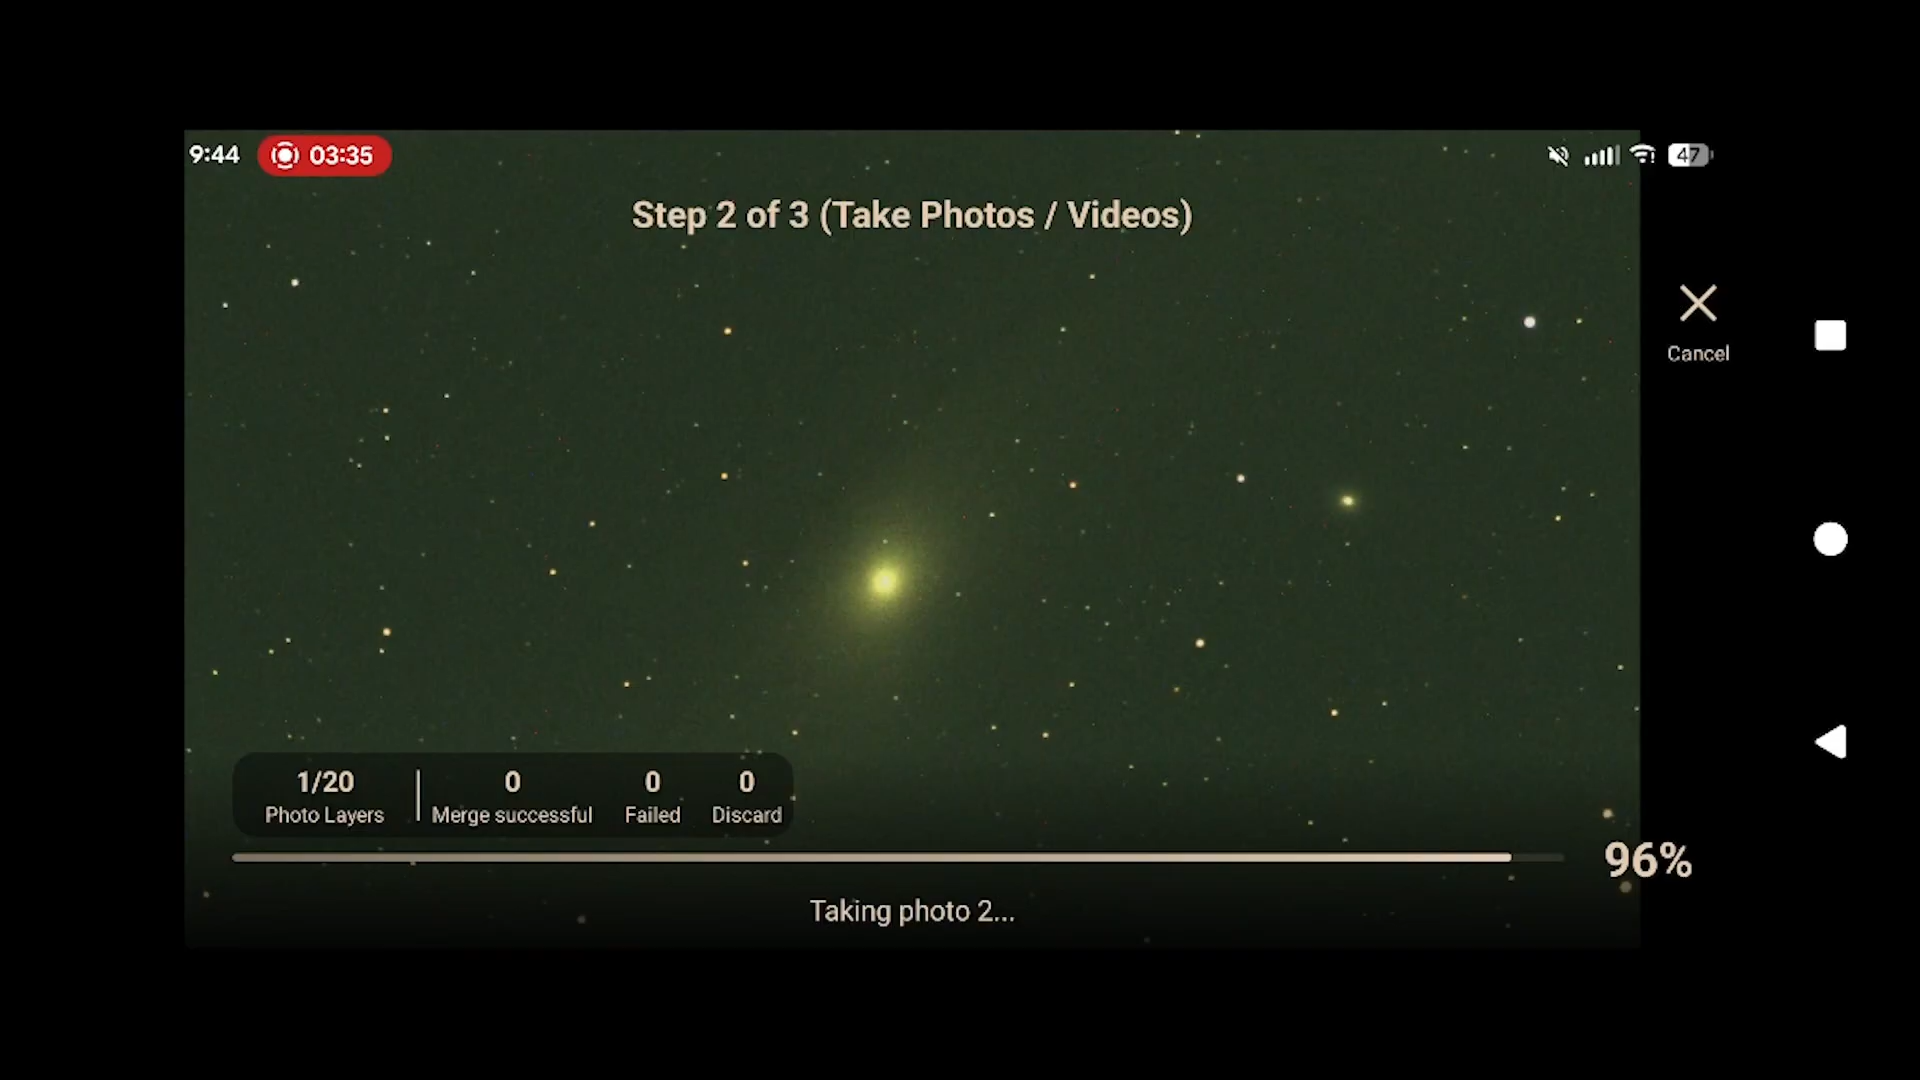 9:44
03:35
47
Step 2 of 3 (Take Photos / Videos)
Cancel
1/20
Photo Layers
0
Merge successful
0
Failed
0
Discard
96%
Taking photo 2...